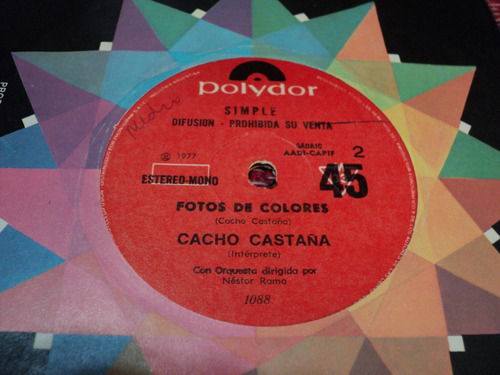 polydor
SIMPLE
DIFUSION - PROHIBIDA SU VENTA
Pedro
SADAIC
AADI-CAPIF
2
℗ 1977
ESTEREO-MONO
45
FOTOS DE COLORES
(Cacho Castaña)
CACHO CASTAÑA
(Intérprete)
Con Orquesta dirigida por
Néstor Rama
1088